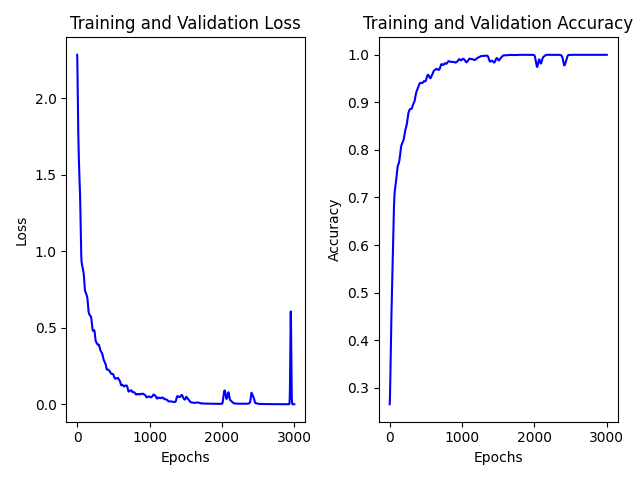 Training and Validation Loss
Loss
2.0
1.5
1.0
0.5
0.0
0 1000 2000 3000
Epochs
Training and Validation Accuracy
Accuracy
1.0
0.9
0.8
0.7
0.6
0.5
0.4
0.3
0 1000 2000 3000
Epochs